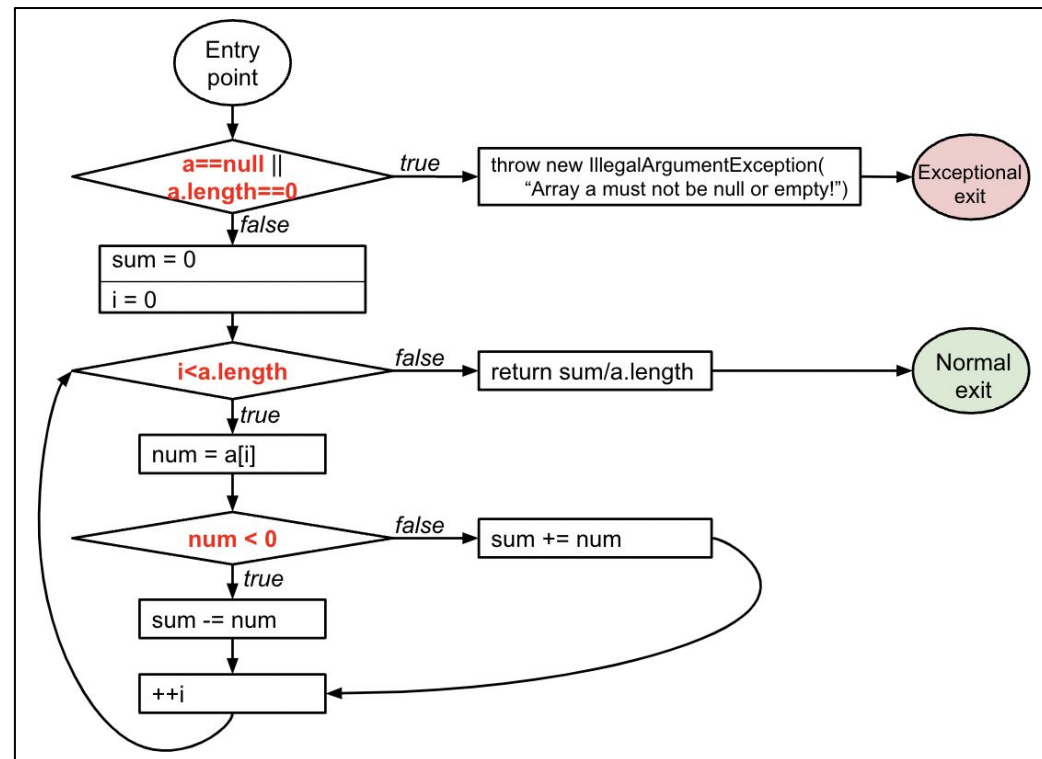 Entry
point
a==null ||
a.length==0
true
throw new IllegalArgumentException(
“Array a must not be null or empty!”)
Exceptional
exit
false
sum = 0
i = 0
i<a.length
false
return sum/a.length
Normal
exit
true
num = a[i]
num < 0
false
sum += num
true
sum -= num
++i